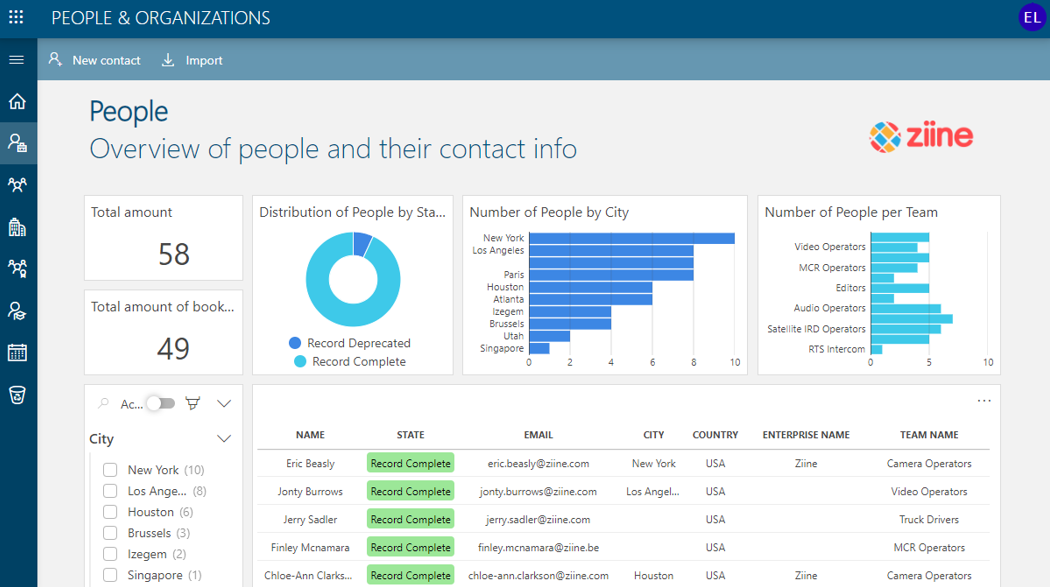 PEOPLE & ORGANIZATIONS
EL
New contact
Import
People
Overview of people and their contact info
ziine
Total amount
58
Total amount of book...
49
Distribution of People by Sta...
Record Deprecated
Record Complete
Number of People by City
New York
Los Angeles
Paris
Houston
Atlanta
Izegem
Brussels
Utah
Singapore
0 2 4 6 8 10
Number of People per Team
Video Operators
MCR Operators
Editors
Audio Operators
Satellite IRD Operators
RTS Intercom
0 5 10
Ac...
City
New York (10)
Los Ange... (8)
Houston (6)
Brussels (3)
Izegem (2)
Singapore (1)
...
NAME STATE EMAIL CITY COUNTRY ENTERPRISE NAME TEAM NAME
Eric Beasly Record Complete eric.beasly@ziine.com New York USA Ziine Camera Operators
Jonty Burrows Record Complete jonty.burrows@ziine.com Los Angel... USA Video Operators
Jerry Sadler Record Complete jerry.sadler@ziine.com USA Truck Drivers
Finley Mcnamara Record Complete finley.mcnamara@ziine.be USA MCR Operators
Chloe-Ann Clarks... Record Complete chloe-ann.clarkson@ziine.com Houston USA Ziine Camera Operators